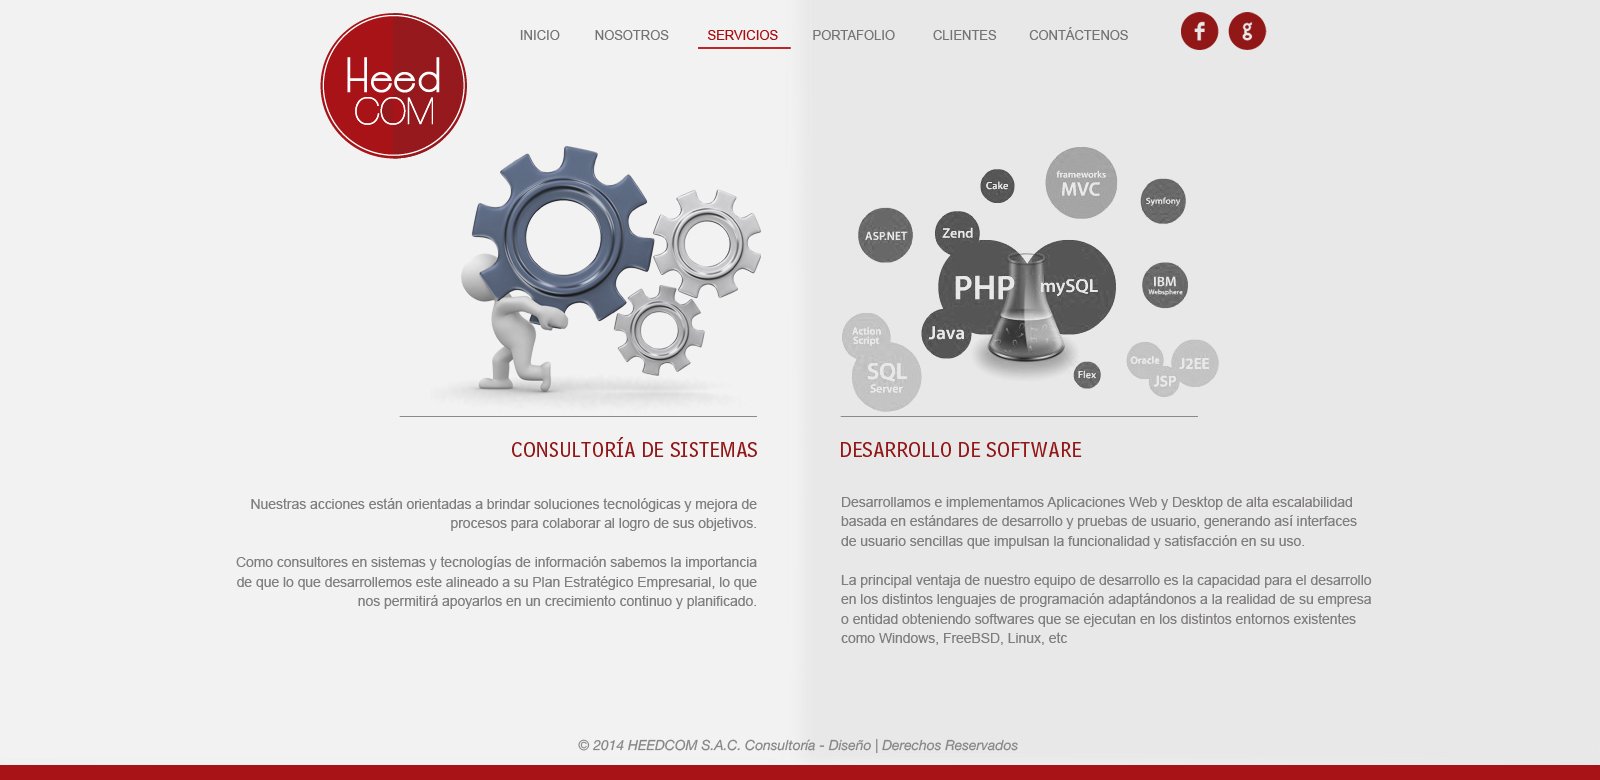 Heed
COM
INICIO
NOSOTROS
SERVICIOS
PORTAFOLIO
CLIENTES
CONTÁCTENOS
f
g
Cake
frameworks
MVC
Symfony
ASP.NET
Zend
PHP
mySQL
IBM
Websphere
Action
Script
Java
SQL
Server
Flex
Oracle
J2EE
JSP
CONSULTORÍA DE SISTEMAS
Nuestras acciones están orientadas a brindar soluciones tecnológicas y mejora de
procesos para colaborar al logro de sus objetivos.
Como consultores en sistemas y tecnologías de información sabemos la importancia
de que lo que desarrollemos este alineado a su Plan Estratégico Empresarial, lo que
nos permitirá apoyarlos en un crecimiento continuo y planificado.
DESARROLLO DE SOFTWARE
Desarrollamos e implementamos Aplicaciones Web y Desktop de alta escalabilidad
basada en estándares de desarrollo y pruebas de usuario, generando así interfaces
de usuario sencillas que impulsan la funcionalidad y satisfacción en su uso.
La principal ventaja de nuestro equipo de desarrollo es la capacidad para el desarrollo
en los distintos lenguajes de programación adaptándonos a la realidad de su empresa
o entidad obteniendo softwares que se ejecutan en los distintos entornos existentes
como Windows, FreeBSD, Linux, etc
© 2014 HEEDCOM S.A.C. Consultoría - Diseño | Derechos Reservados